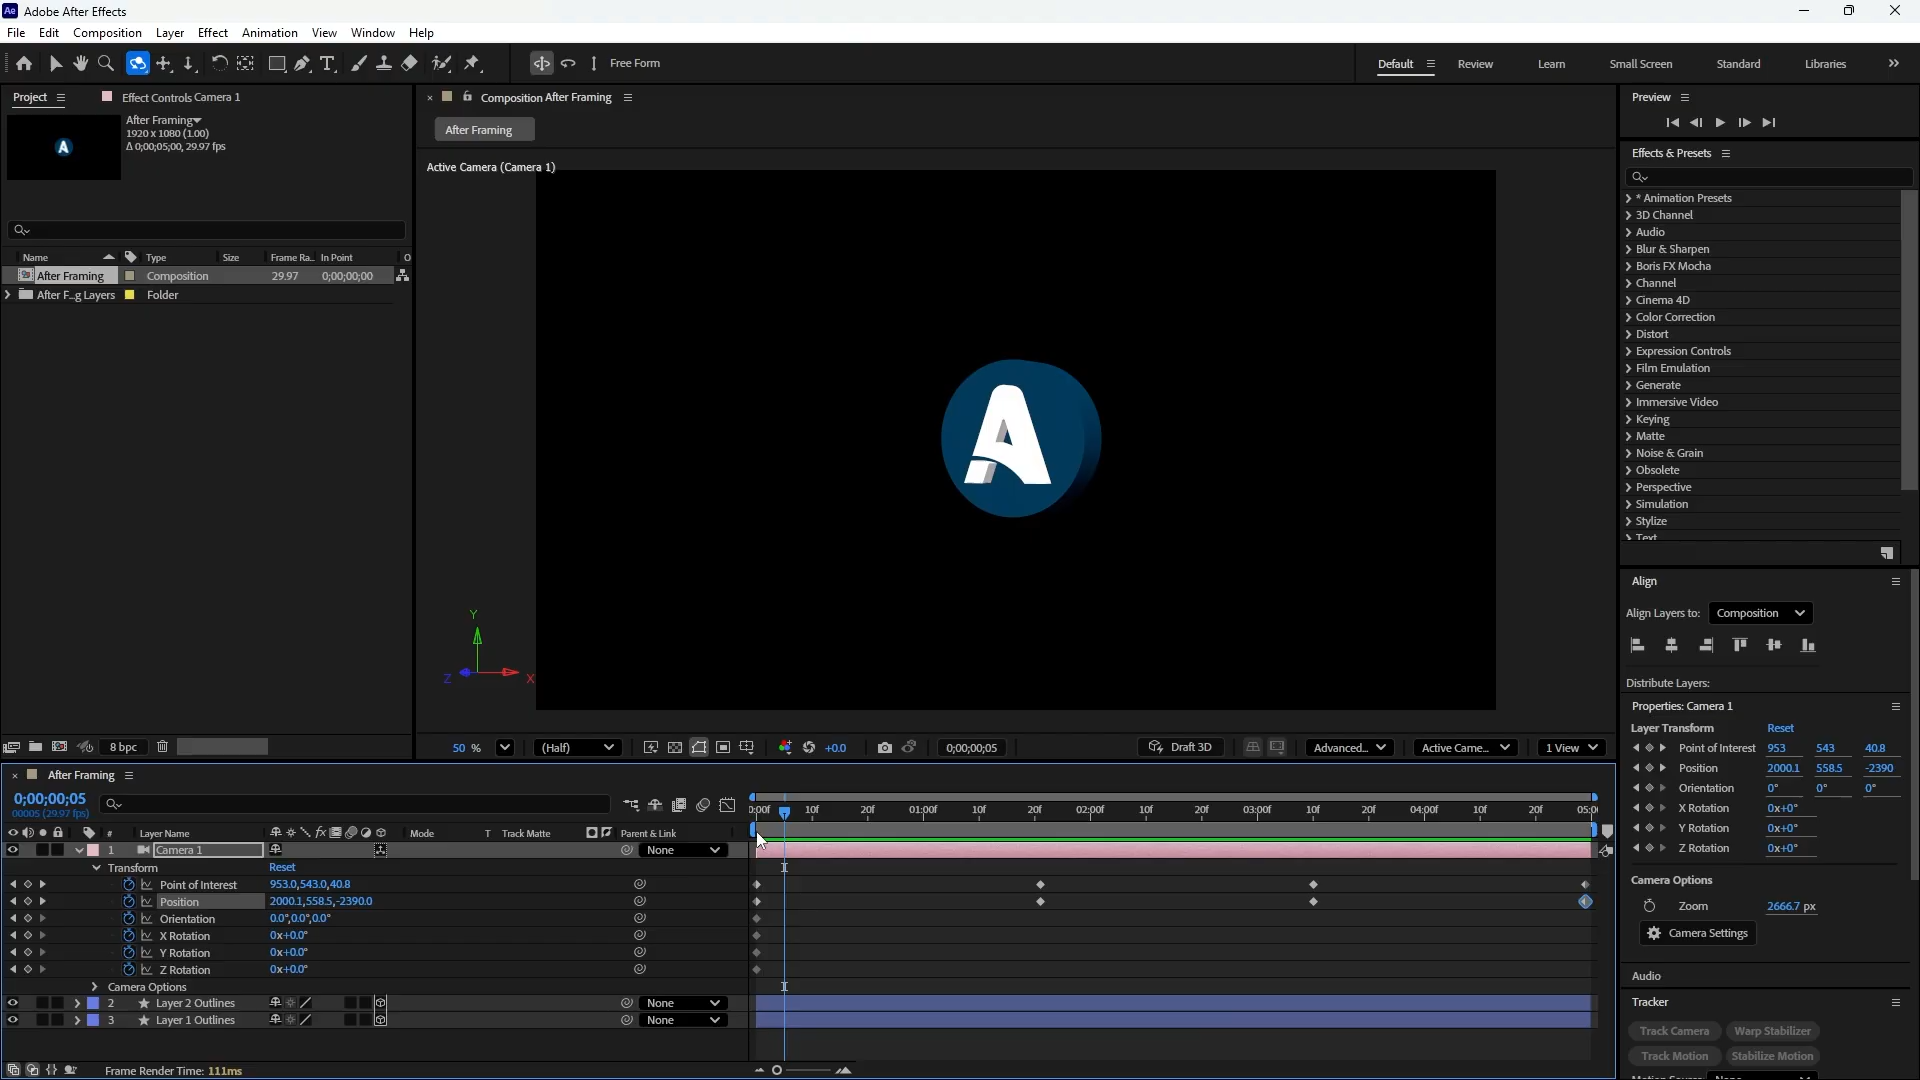 Ae Adobe After Effects
File Edit Composition Layer Effect Animation View Window Help
Free Form Default Review Learn Small Screen Standard Libraries
Project Effect Controls Camera 1
After Framing
1920 x 1080 (1.00)
Δ 0;00;05;00, 29.97 fps
Name Type Size Frame Ra.. In Point O
After Framing Composition 29.97 0;00;00;00
After F...g Layers Folder
8 bpc
Composition After Framing
After Framing
Active Camera (Camera 1)
A
Y
Z X
50 % (Half) +0.0 0;00;00;05 Draft 3D Advanced... Active Came... 1 View
Preview
Effects & Presets
* Animation Presets
3D Channel
Audio
Blur & Sharpen
Boris FX Mocha
Channel
Cinema 4D
Color Correction
Distort
Expression Controls
Film Emulation
Generate
Immersive Video
Keying
Matte
Noise & Grain
Obsolete
Perspective
Simulation
Stylize
Text
Align
Align Layers to: Composition
Distribute Layers:
Properties: Camera 1
Layer Transform Reset
Point of Interest 953 543 40.8
Position 2000.1 558.5 -2390
Orientation 0° 0° 0°
X Rotation 0x+0°
Y Rotation 0x+0°
Z Rotation 0x+0°
Camera Options
Zoom 2666.7 px
Camera Settings
Audio
Tracker
Track Camera Warp Stabilizer
Track Motion Stabilize Motion
After Framing
0;00;00;05
00005 (29.97 fps)
0:00f 10f 20f 01:00f 10f 20f 02:00f 10f 20f 03:00f 10f 20f 04:00f 10f 20f 05:0
# Layer Name fx Mode T Track Matte Parent & Link
1 Camera 1 None
Transform Reset
Point of Interest 953.0,543.0,40.8
Position 2000.1,558.5,-2390.0
Orientation 0.0°,0.0°,0.0°
X Rotation 0x+0.0°
Y Rotation 0x+0.0°
Z Rotation 0x+0.0°
Camera Options
2 Layer 2 Outlines None
3 Layer 1 Outlines None
Frame Render Time: 111ms